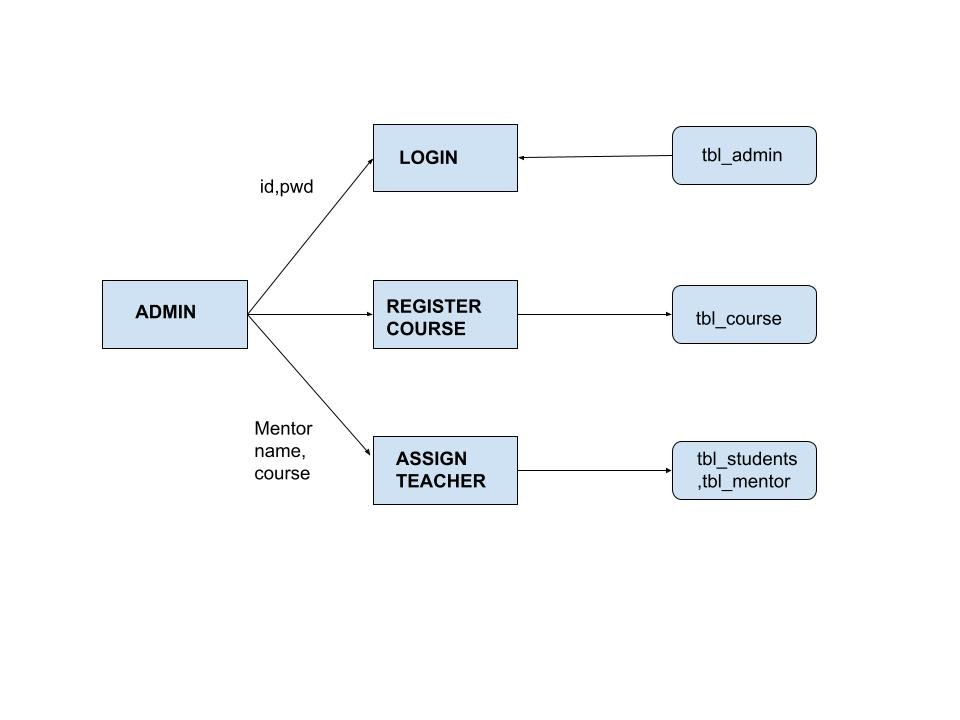 LOGIN
tbl_admin
id,pwd
ADMIN
REGISTER
COURSE
tbl_course
Mentor
name,
course
ASSIGN
TEACHER
tbl_students
,tbl_mentor